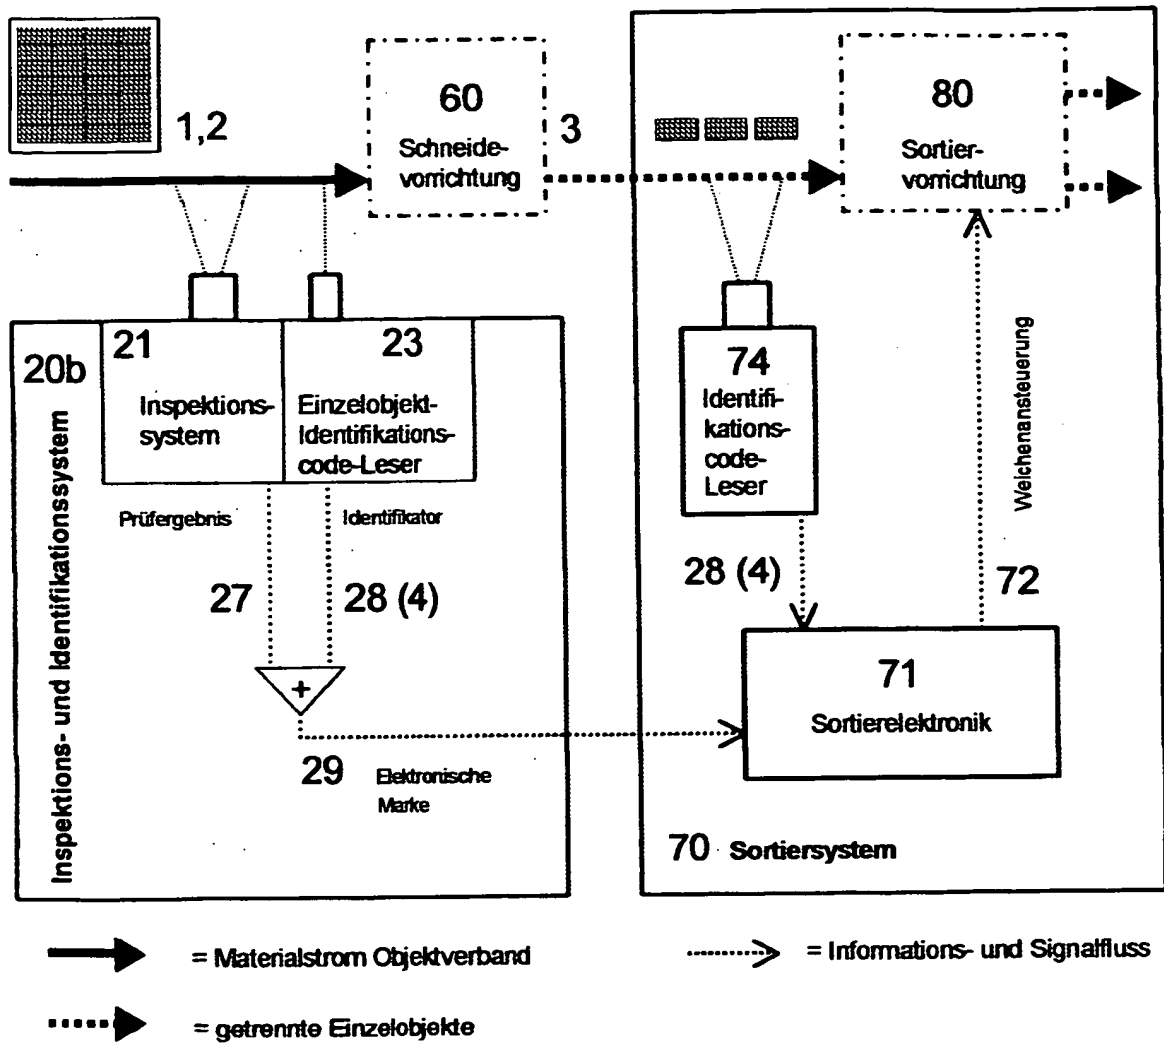 1,2
60
Schneide-
vorrichtung
3
80
Sortier-
vorrichtung
20b
Inspektions- und Identifikationssystem
21
Inspektions-
system
23
Einzelobjekt-
Identifikations-
code-Leser
Prüfergebnis
Identifikator
27
28 (4)
+
29
Elektronische
Marke
74
Identifi-
kations-
code-
Leser
28 (4)
Weichenansteuerung
72
71
Sortierelektronik
70 Sortiersystem
= Materialstrom Objektverband
= Informations- und Signalfluss
= getrennte Einzelobjekte